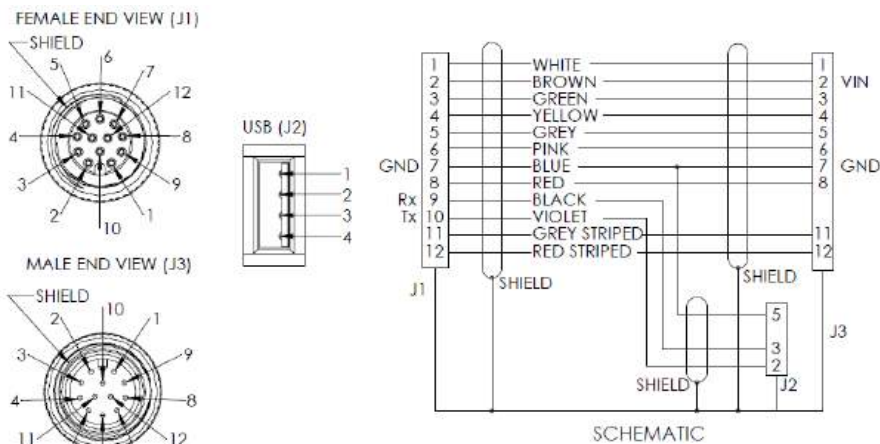 FEMALE END VIEW (J1)
SHIELD
6
5
7
11
12
4
8
3
9
2
1
10
USB (J2)
1
2
3
4
MALE END VIEW (J3)
SHIELD
10
2
1
3
9
4
8
11
12
1 WHITE 1
2 BROWN 2 VIN
3 GREEN 3
4 YELLOW 4
5 GREY 5
6 PINK 6
GND 7 BLUE 7 GND
8 RED 8
Rx 9 BLACK
Tx 10 VIOLET
11 GREY STRIPED 11
12 RED STRIPED 12
J1
SHIELD
SHIELD
5
J3
3
2
SHIELD
J2
SCHEMATIC